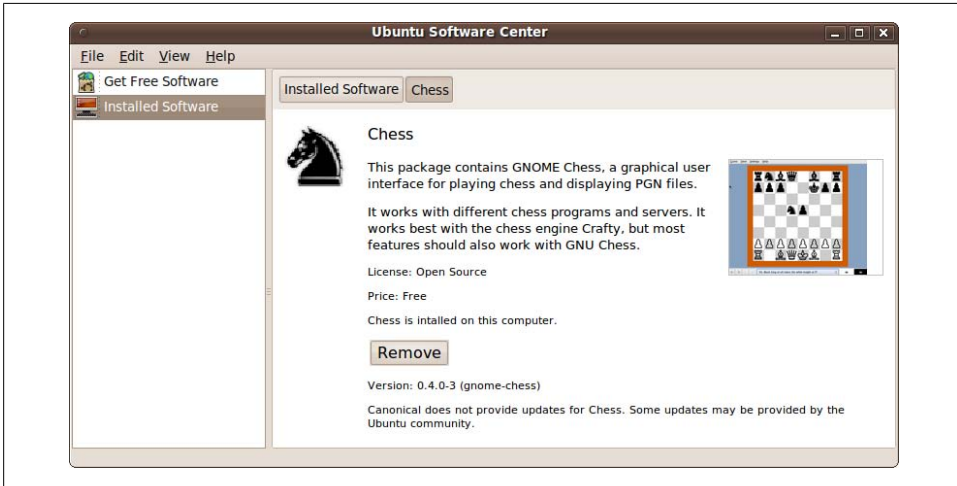 Ubuntu Software Center
File Edit View Help
Get Free Software
Installed Software
Installed Software Chess
Chess
This package contains GNOME Chess, a graphical user
interface for playing chess and displaying PGN files.
It works with different chess programs and servers. It
works best with the chess engine Crafty, but most
features should also work with GNU Chess.
License: Open Source
Price: Free
Chess is intalled on this computer.
Remove
Version: 0.4.0-3 (gnome-chess)
Canonical does not provide updates for Chess. Some updates may be provided by the
Ubuntu community.